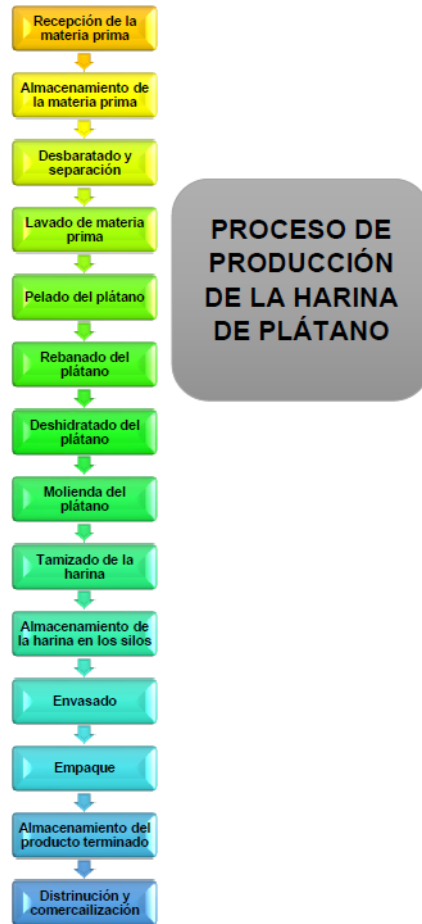 Recepción de la
materia prima
Almacenamiento de
la materia prima
Desbaratado y
separación
Lavado de materia
prima
Pelado del plátano
Rebanado del
plátano
Deshidratado del
plátano
Molienda del
plátano
Tamizado de la
harina
Almacenamiento de
la harina en los silos
Envasado
Empaque
Almacenamiento del
producto terminado
Distrinución y
comercailización
PROCESO DE
PRODUCCIÓN
DE LA HARINA
DE PLÁTANO